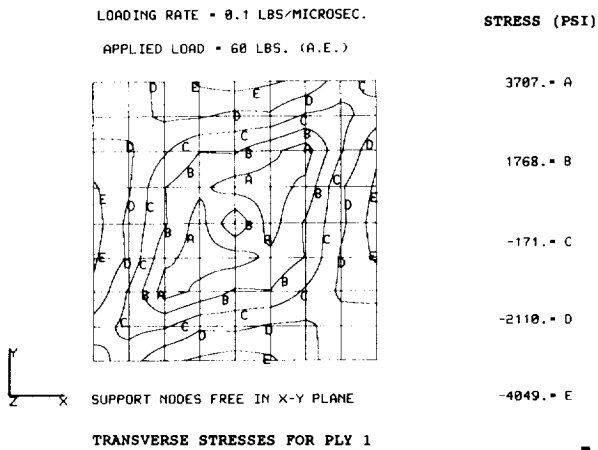 LOADING RATE = 0.1 LBS/MICROSEC.
APPLIED LOAD = 60 LBS. (A.E.)
STRESS (PSI)
3707.= A
1768.= B
-171.= C
-2110.= D
-4049.= E
D E E C
D D
C C B
D C B A D
B A
E D C B C D E
B A B A C
E D C D E
B A B B C
C C D C D
E
Y
Z X
SUPPORT NODES FREE IN X-Y PLANE
TRANSVERSE STRESSES FOR PLY 1